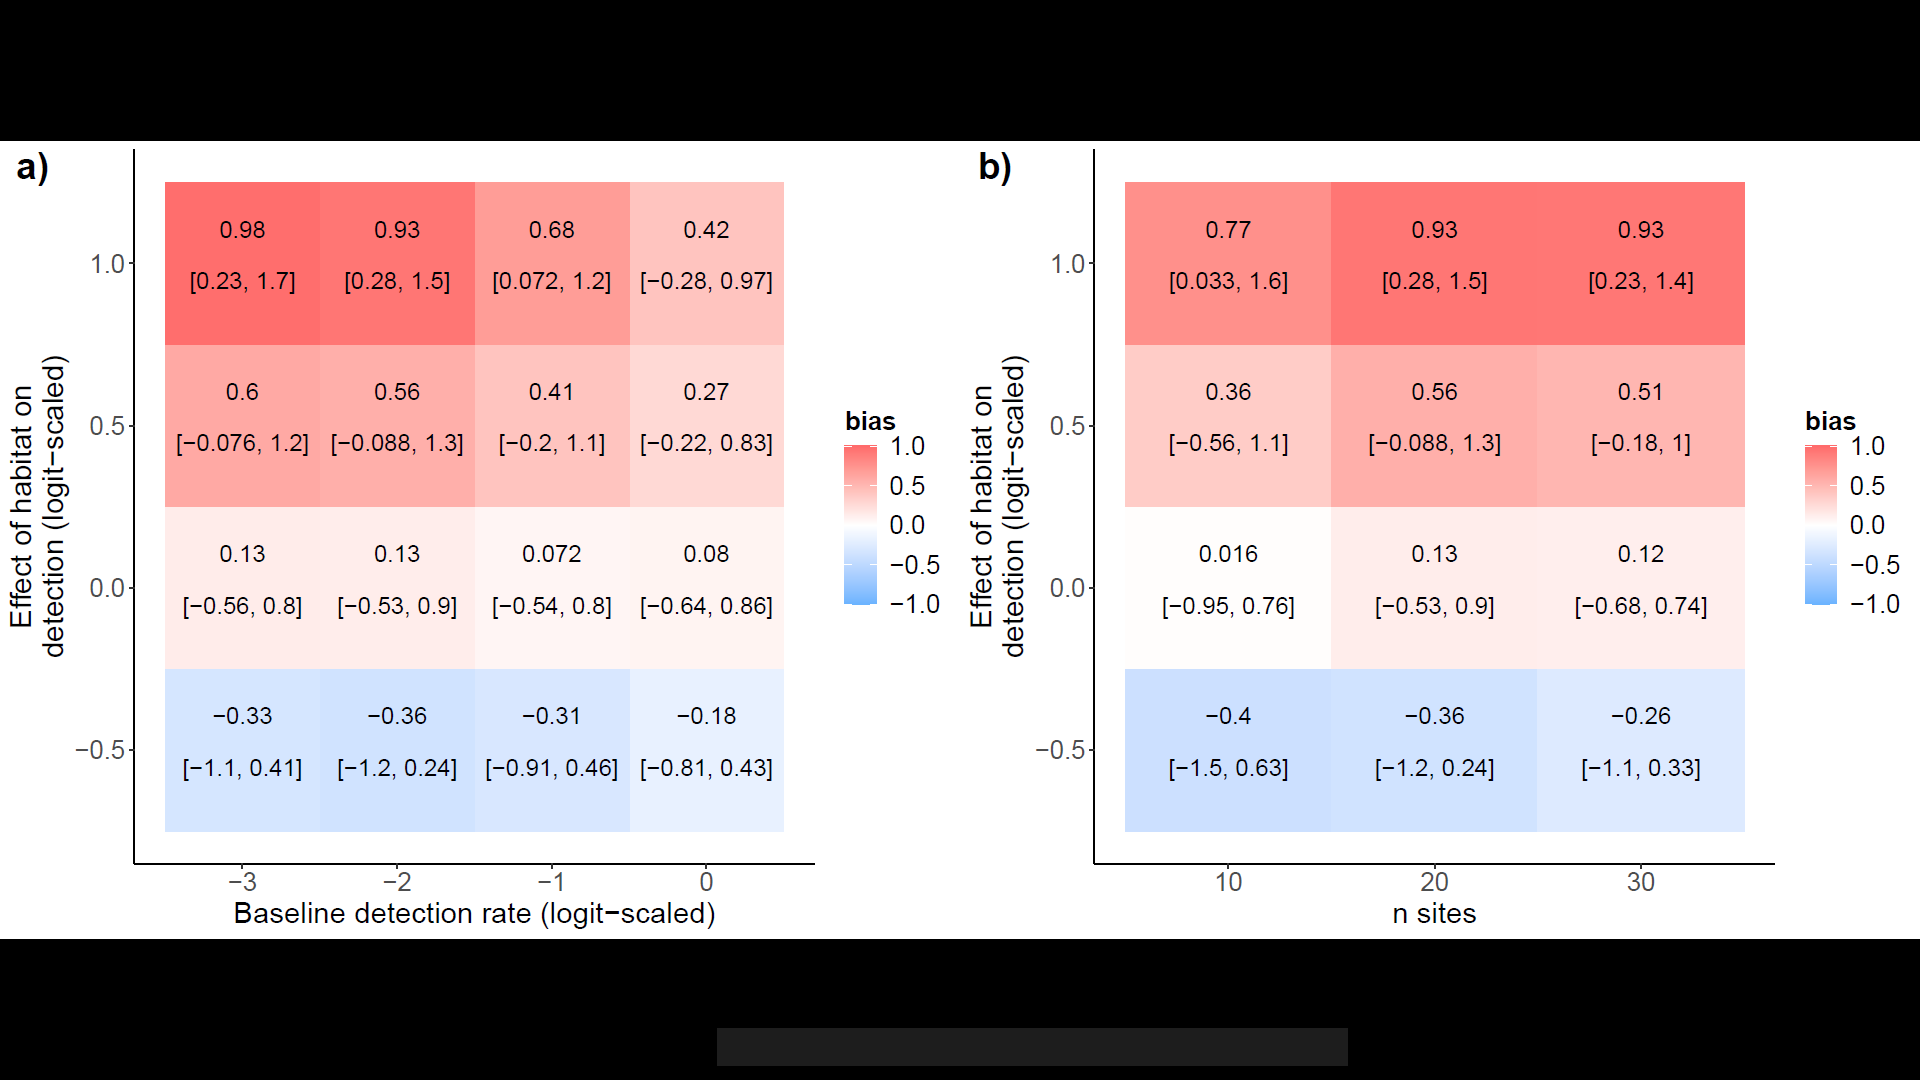 a)
0.98 0.93 0.68 0.42
1.0
[0.23, 1.7] [0.28, 1.5] [0.072, 1.2] [−0.28, 0.97]
0.6 0.56 0.41 0.27
0.5
[−0.076, 1.2] [−0.088, 1.3] [−0.2, 1.1] [−0.22, 0.83]
0.13 0.13 0.072 0.08
0.0
[−0.56, 0.8] [−0.53, 0.9] [−0.54, 0.8] [−0.64, 0.86]
−0.33 −0.36 −0.31 −0.18
−0.5
[−1.1, 0.41] [−1.2, 0.24] [−0.91, 0.46] [−0.81, 0.43]
−3 −2 −1 0
Baseline detection rate (logit−scaled)
Effect of habitat on
detection (logit−scaled)
bias
1.0
0.5
0.0
−0.5
−1.0
b)
0.77 0.93 0.93
1.0
[0.033, 1.6] [0.28, 1.5] [0.23, 1.4]
0.36 0.56 0.51
0.5
[−0.56, 1.1] [−0.088, 1.3] [−0.18, 1]
0.016 0.13 0.12
0.0
[−0.95, 0.76] [−0.53, 0.9] [−0.68, 0.74]
−0.4 −0.36 −0.26
−0.5
[−1.5, 0.63] [−1.2, 0.24] [−1.1, 0.33]
10 20 30
n sites
Effect of habitat on
detection (logit−scaled)
bias
1.0
0.5
0.0
−0.5
−1.0